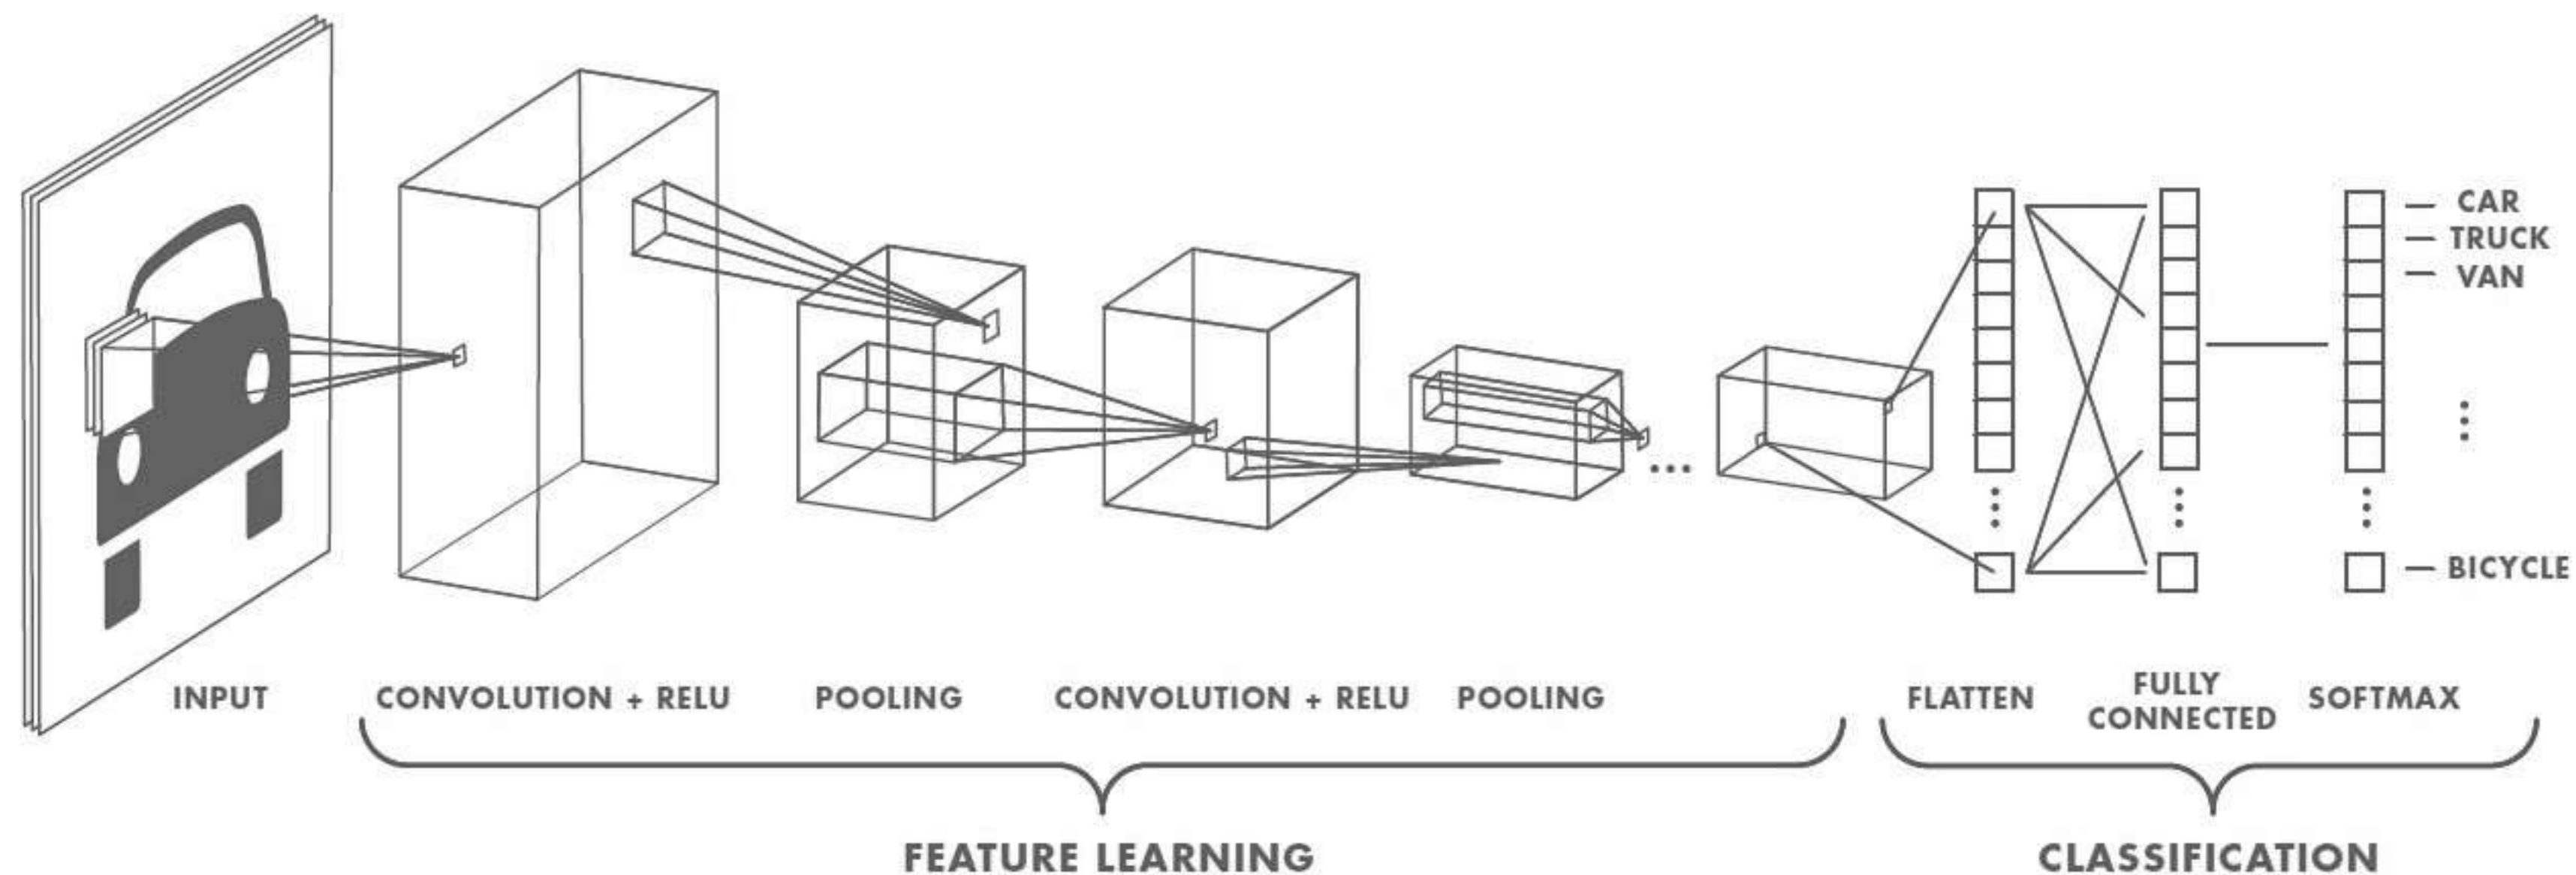 CAR
TRUCK
VAN
BICYCLE
INPUT
CONVOLUTION + RELU
POOLING
CONVOLUTION + RELU
POOLING
FLATTEN
FULLY
CONNECTED
SOFTMAX
FEATURE LEARNING
CLASSIFICATION